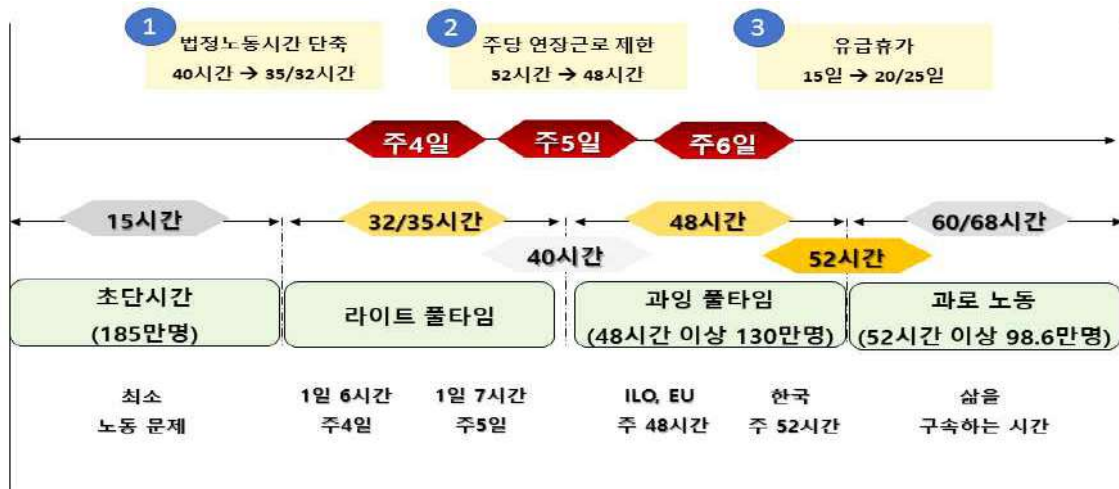 1
법정노동시간 단축
40시간 → 35/32시간
2
주당 연장근로 제한
52시간 → 48시간
3
유급휴가
15일 → 20/25일
주4일
주5일
주6일
15시간
32/35시간
48시간
60/68시간
40시간
52시간
초단시간
(185만명)
라이트 풀타임
과잉 풀타임
(48시간 이상 130만명)
과로 노동
(52시간 이상 98.6만명)
최소
노동 문제
1일 6시간
주4일
1일 7시간
주5일
ILO, EU
주 48시간
한국
주 52시간
삶을
구속하는 시간